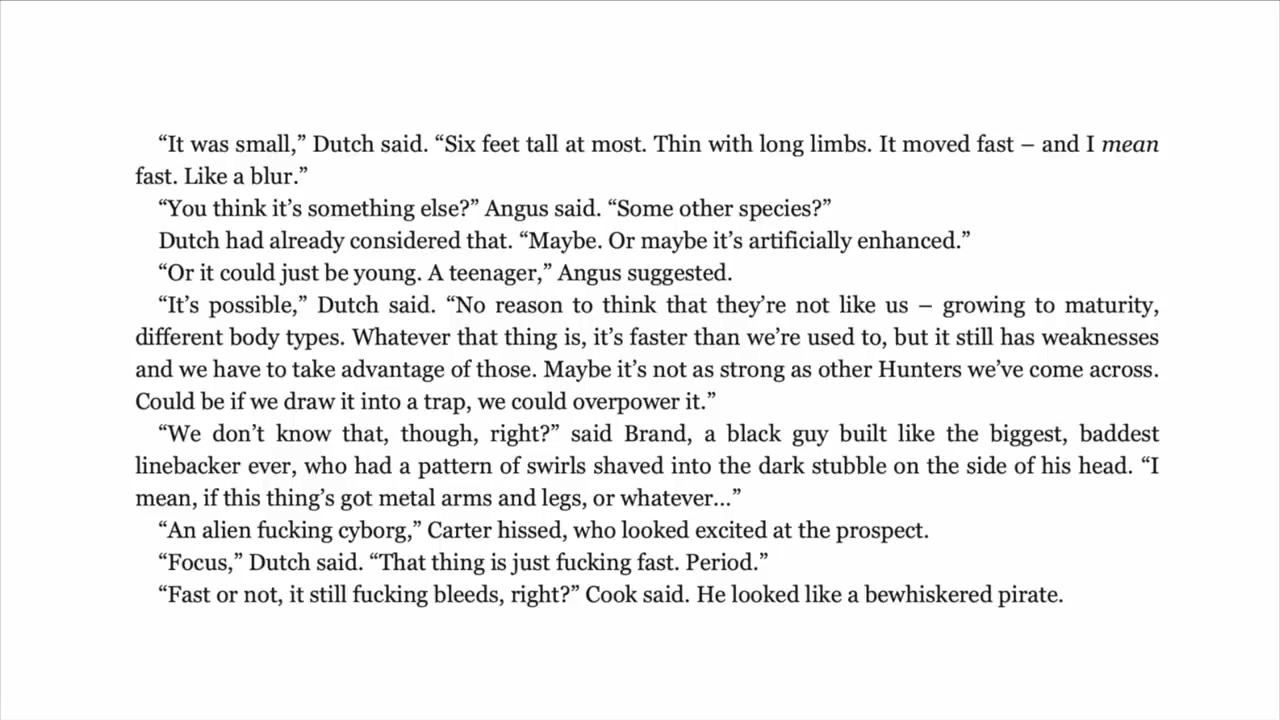 “It was small,” Dutch said. “Six feet tall at most. Thin with long limbs. It moved fast – and I mean
fast. Like a blur.”
“You think it’s something else?” Angus said. “Some other species?”
Dutch had already considered that. “Maybe. Or maybe it’s artificially enhanced.”
“Or it could just be young. A teenager,” Angus suggested.
“It’s possible,” Dutch said. “No reason to think that they’re not like us – growing to maturity,
different body types. Whatever that thing is, it’s faster than we’re used to, but it still has weaknesses
and we have to take advantage of those. Maybe it’s not as strong as other Hunters we’ve come across.
Could be if we draw it into a trap, we could overpower it.”
“We don’t know that, though, right?” said Brand, a black guy built like the biggest, baddest
linebacker ever, who had a pattern of swirls shaved into the dark stubble on the side of his head. “I
mean, if this thing’s got metal arms and legs, or whatever...”
“An alien fucking cyborg,” Carter hissed, who looked excited at the prospect.
“Focus,” Dutch said. “That thing is just fucking fast. Period.”
“Fast or not, it still fucking bleeds, right?” Cook said. He looked like a bewhiskered pirate.